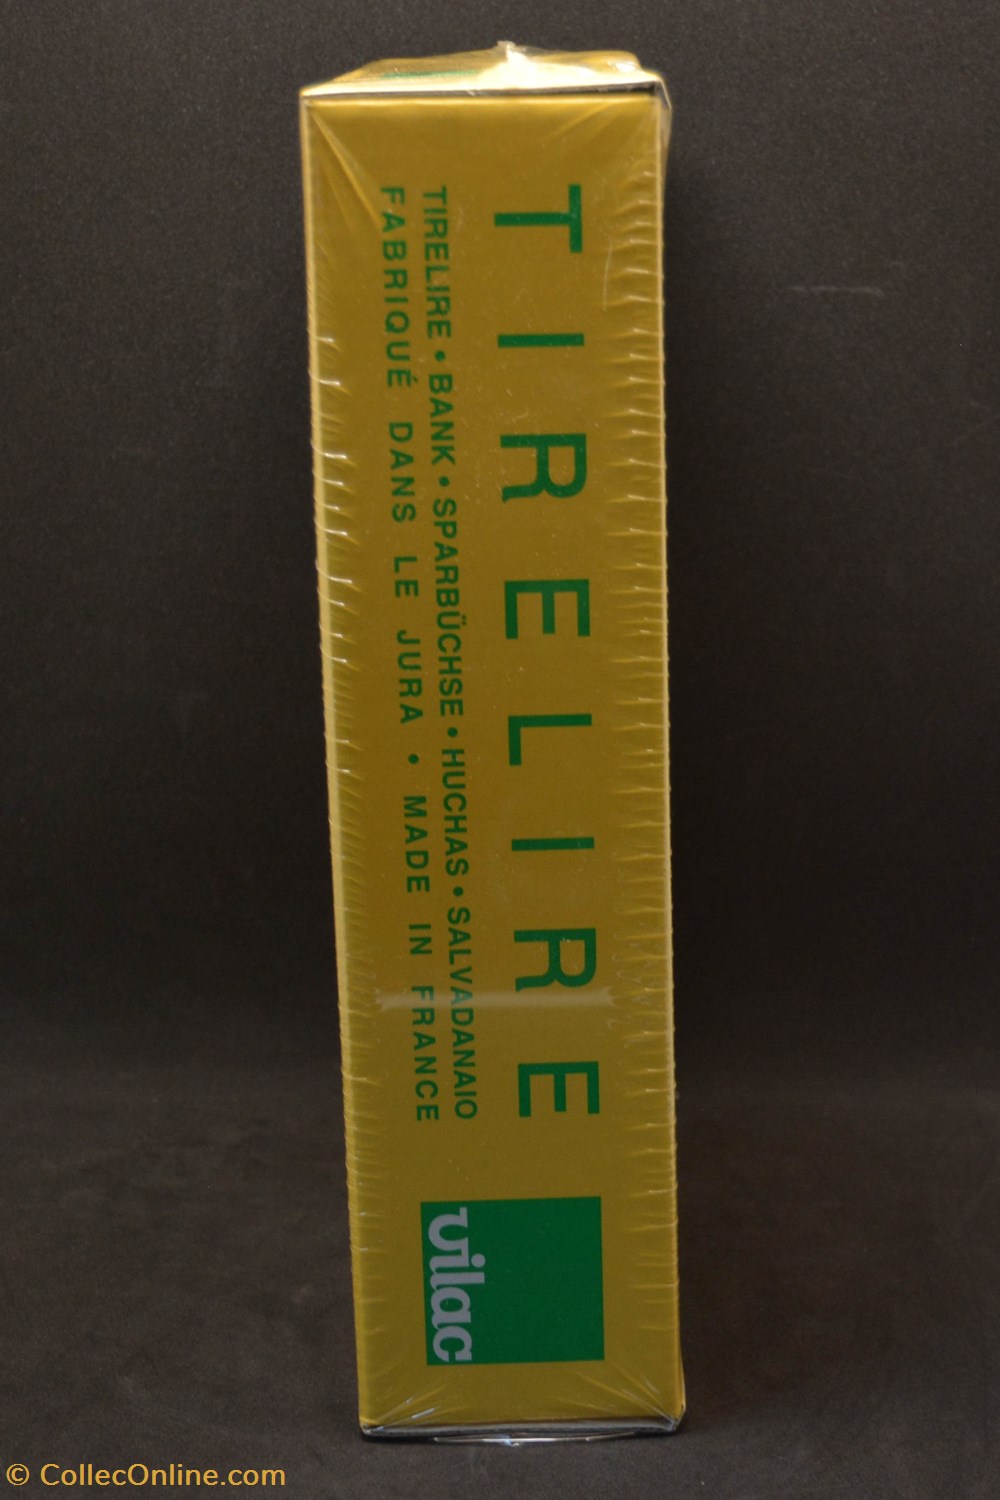 TIRELIRE
TIRELIRE • BANK • SPARBÜCHSE • HUCHAS • SALVADANAIO
FABRIQUÉ DANS LE JURA • MADE IN FRANCE
vilac
© CollecOnline.com